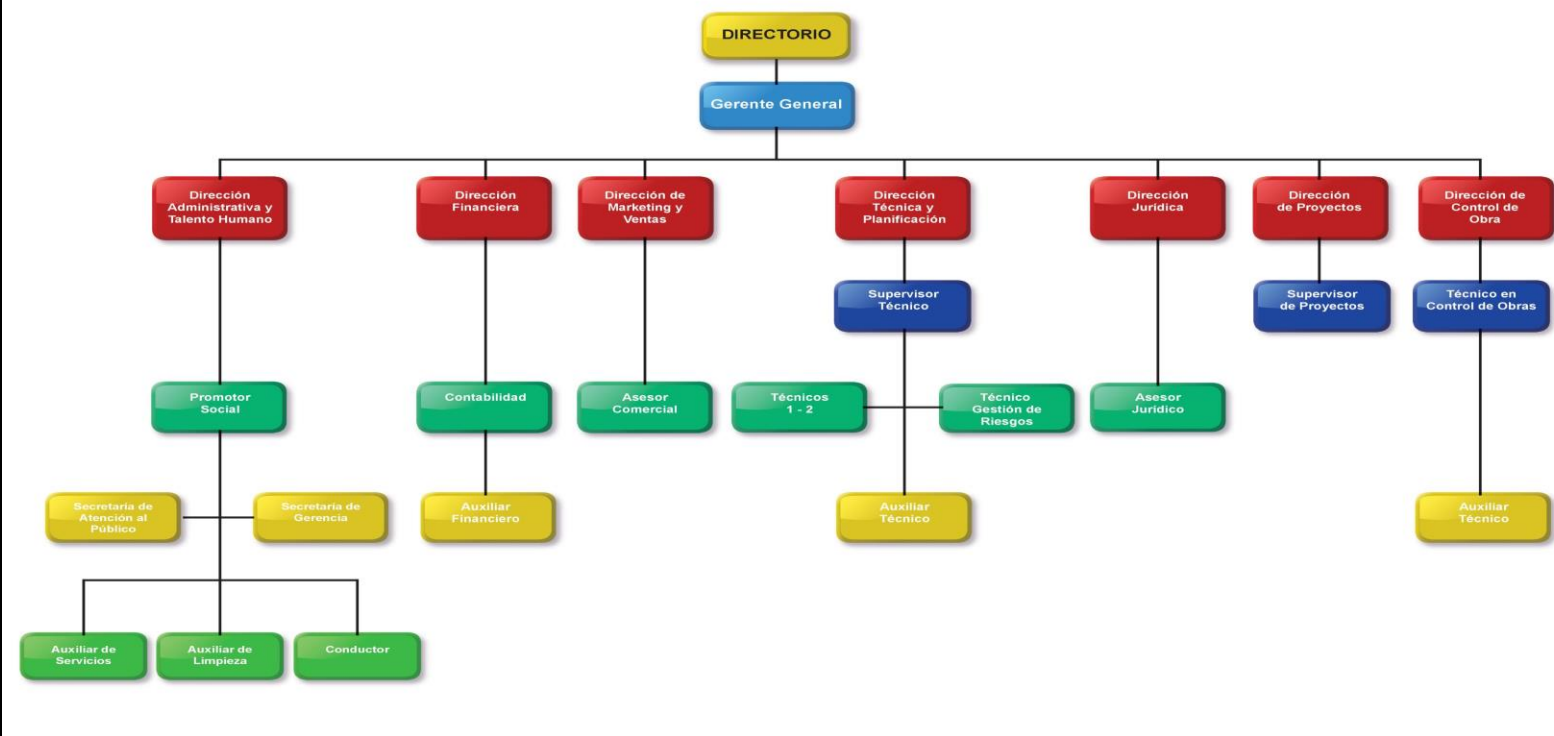 DIRECTORIO
Gerente General
Dirección
Administrativa y
Talento Humano
Dirección
Financiera
Dirección de
Marketing y
Ventas
Dirección
Técnica y
Planificación
Dirección
Jurídica
Dirección
de Proyectos
Dirección de
Control de
Obra
Supervisor
Técnico
Supervisor
de Proyectos
Técnico en
Control de Obras
Promotor
Social
Contabilidad
Asesor
Comercial
Técnicos
1 - 2
Técnico
Gestión de
Riesgos
Asesor
Jurídico
Secretaria de
Atención al
Público
Secretaria de
Gerencia
Auxiliar
Financiero
Auxiliar
Técnico
Auxiliar
Técnico
Auxiliar de
Servicios
Auxiliar de
Limpieza
Conductor